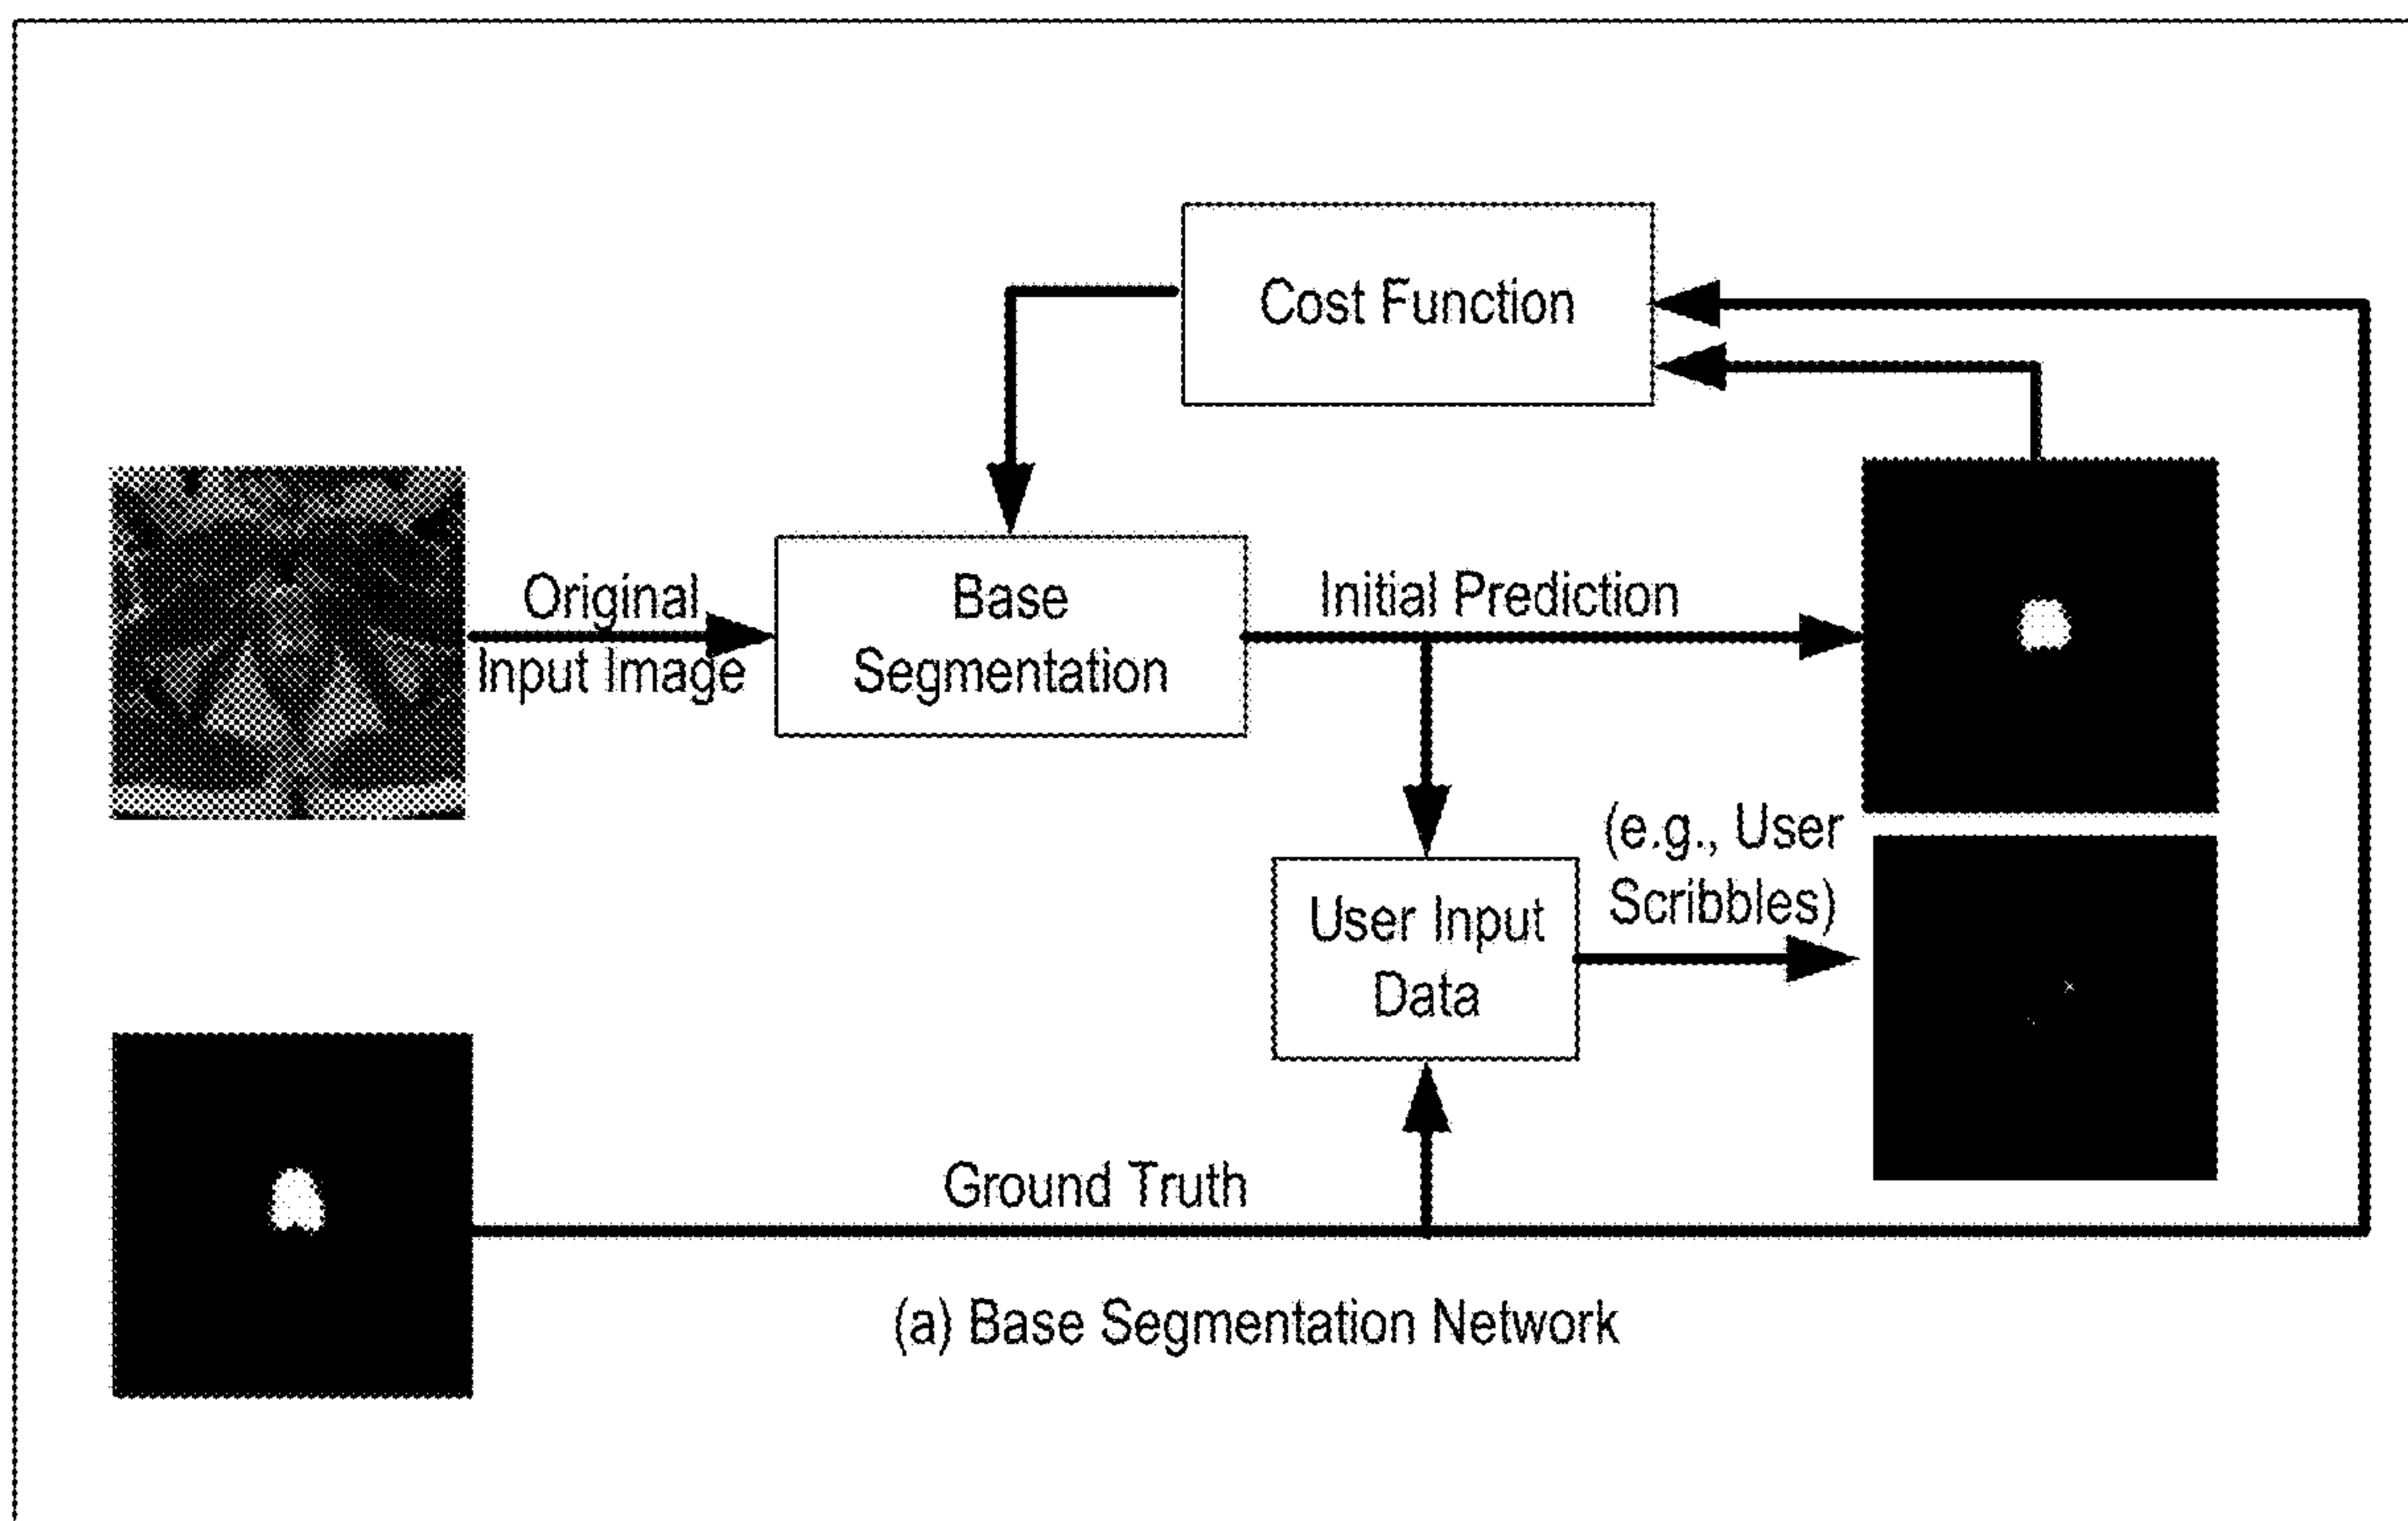 Cost Function
Original
Input Image
Base
Segmentation
Initial Prediction
(e.g., User
Scribbles)
User Input
Data
Ground Truth
(a) Base Segmentation Network